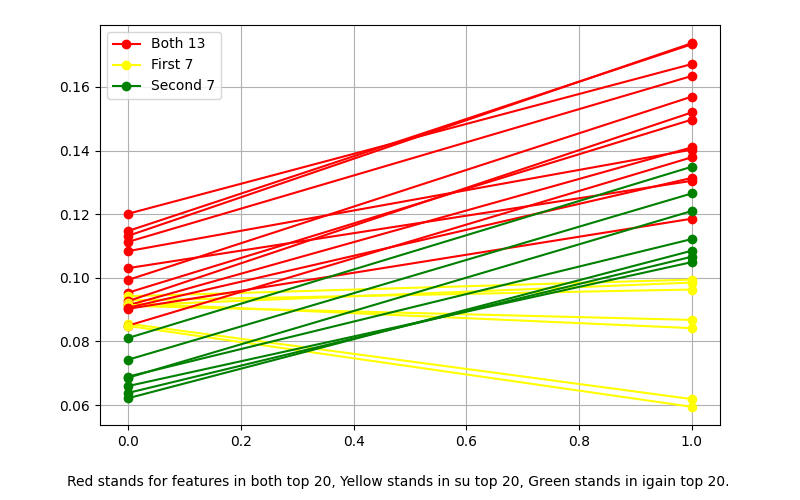 Both 13
First 7
Second 7
0.16
0.14
0.12
0.10
0.08
0.06
0.0 0.2 0.4 0.6 0.8 1.0
Red stands for features in both top 20, Yellow stands in su top 20, Green stands in igain top 20.